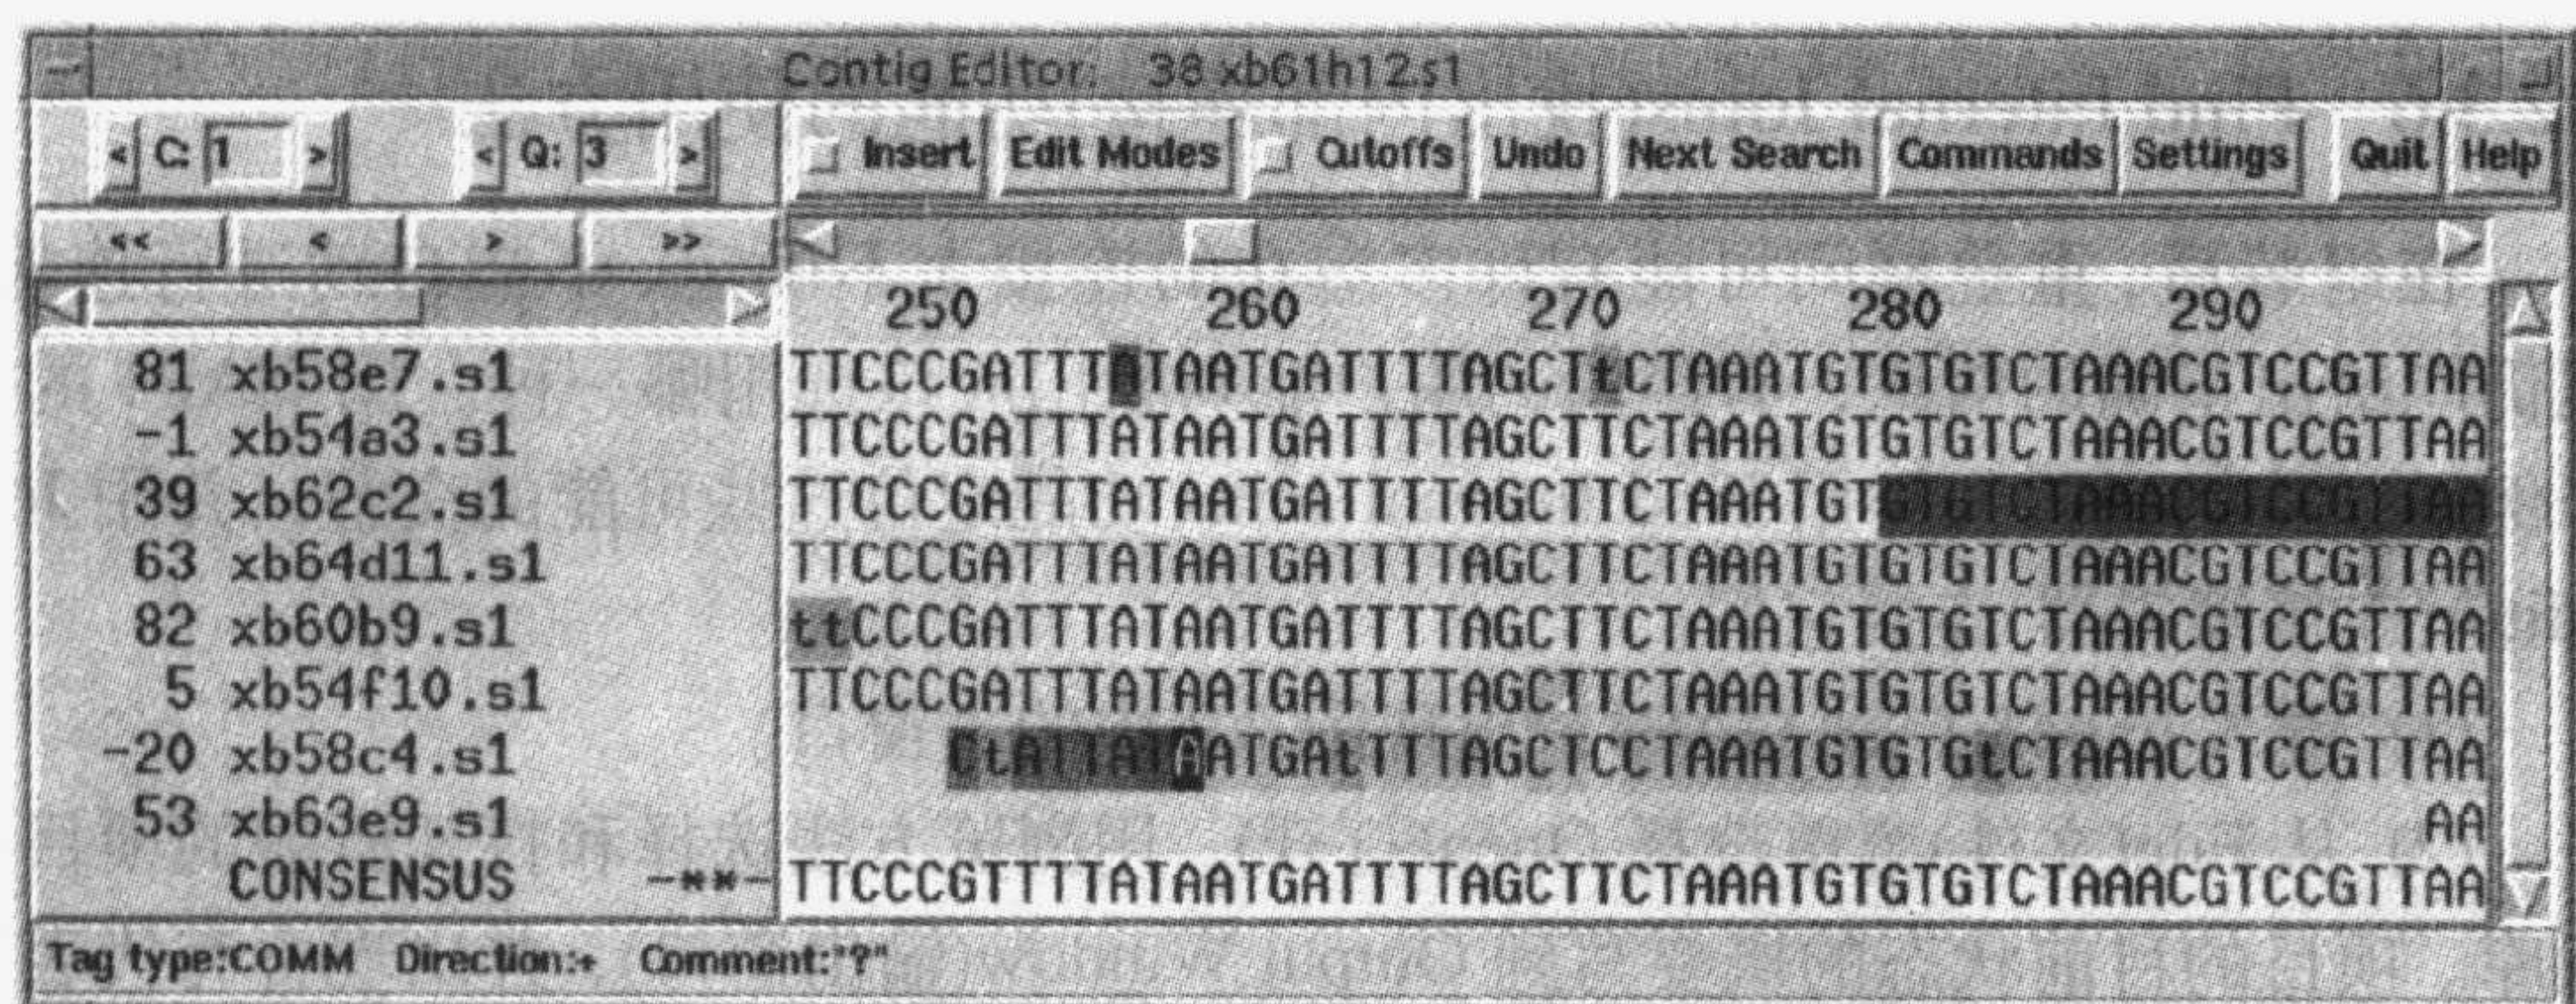 Contig Editor: 38 xb61h12.s1
< C: 1 > < Q: 3 > Insert Edit Modes Cutoffs Undo Next Search Commands Settings Quit Help
<< < > >>
250 260 270 280 290
81 xb58e7.s1 TTCCCGATTTATAATGATTTTAGCTtCTAAATGTGTGTCTAAACGTCCGTTAA
-1 xb54a3.s1 TTCCCGATTTATAATGATTTTAGCTTCTAAATGTGTGTCTAAACGTCCGTTAA
39 xb62c2.s1 TTCCCGATTTATAATGATTTTAGCTTCTAAATGTGTGTCTAAACGTCCGTTAA
63 xb64d11.s1 TTCCCGATTTATAATGATTTTAGCTTCTAAATGTGTGTCTAAACGTCCGTTAA
82 xb60b9.s1 ttCCCGATTTATAATGATTTTAGCTTCTAAATGTGTGTCTAAACGTCCGTTAA
5 xb54f10.s1 TTCCCGATTTATAATGATTTTAGCTTCTAAATGTGTGTCTAAACGTCCGTTAA
-20 xb58c4.s1 CtATTATAATGAtTTTAGCTCCTAAATGTGTGtCTAAACGTCCGTTAA
53 xb63e9.s1 AA
CONSENSUS -**- TTCCCGTTTTATAATGATTTTAGCTTCTAAATGTGTGTCTAAACGTCCGTTAA
Tag type:COMM Direction:+ Comment:"?"